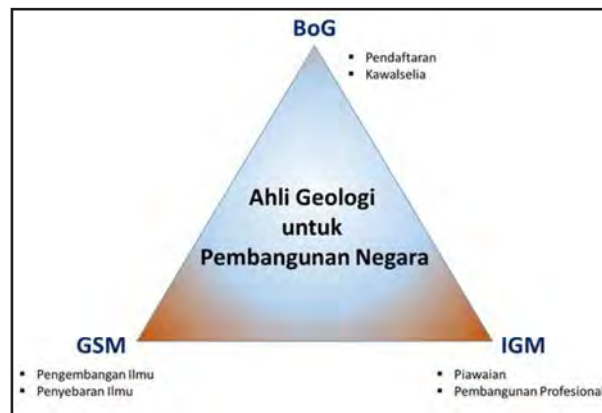 BoG
▪ Pendaftaran
▪ Kawalselia
Ahli Geologi
untuk
Pembangunan Negara
GSM
▪ Pengembangan Ilmu
▪ Penyebaran Ilmu
IGM
▪ Piawaian
▪ Pembangunan Profesional